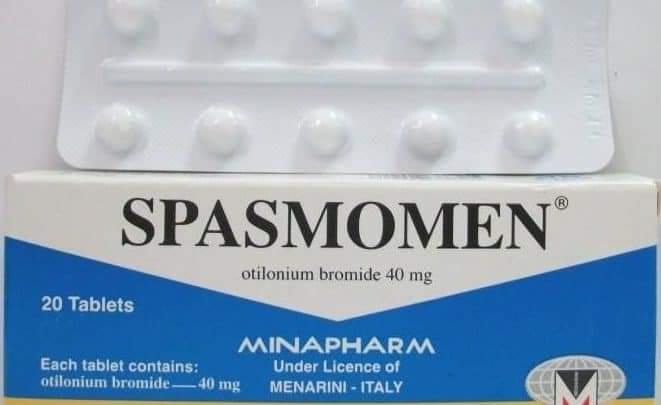 SPASMOMEN®
otilonium bromide 40 mg
20 Tablets
MINAPHARM
Each tablet contains:
Under Licence of
otilonium bromide — 40 mg
MENARINI - ITALY
M